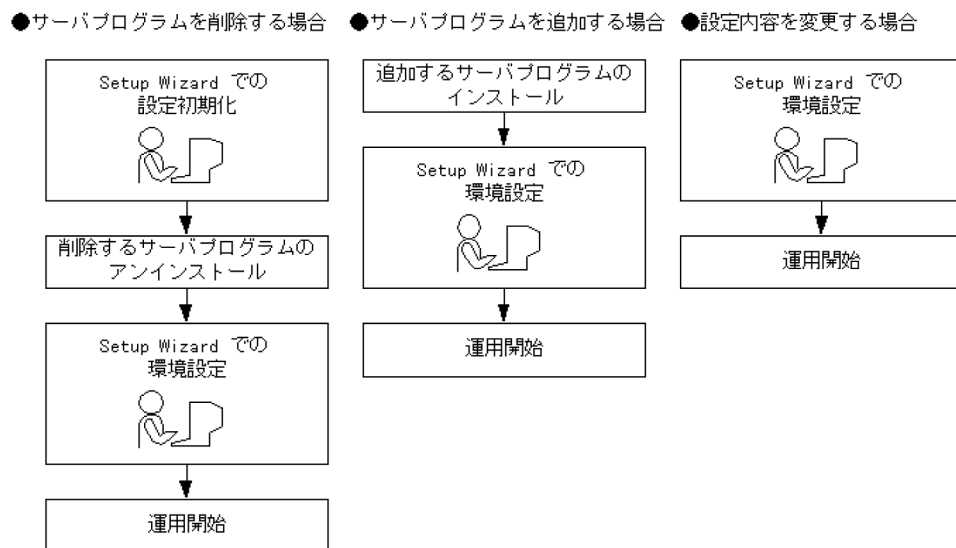 ●サーバプログラムを削除する場合
Setup Wizard での
設定初期化
削除するサーバプログラムの
アンインストール
Setup Wizard での
環境設定
運用開始
●サーバプログラムを追加する場合
追加するサーバプログラムの
インストール
Setup Wizard での
環境設定
運用開始
●設定内容を変更する場合
Setup Wizard での
環境設定
運用開始